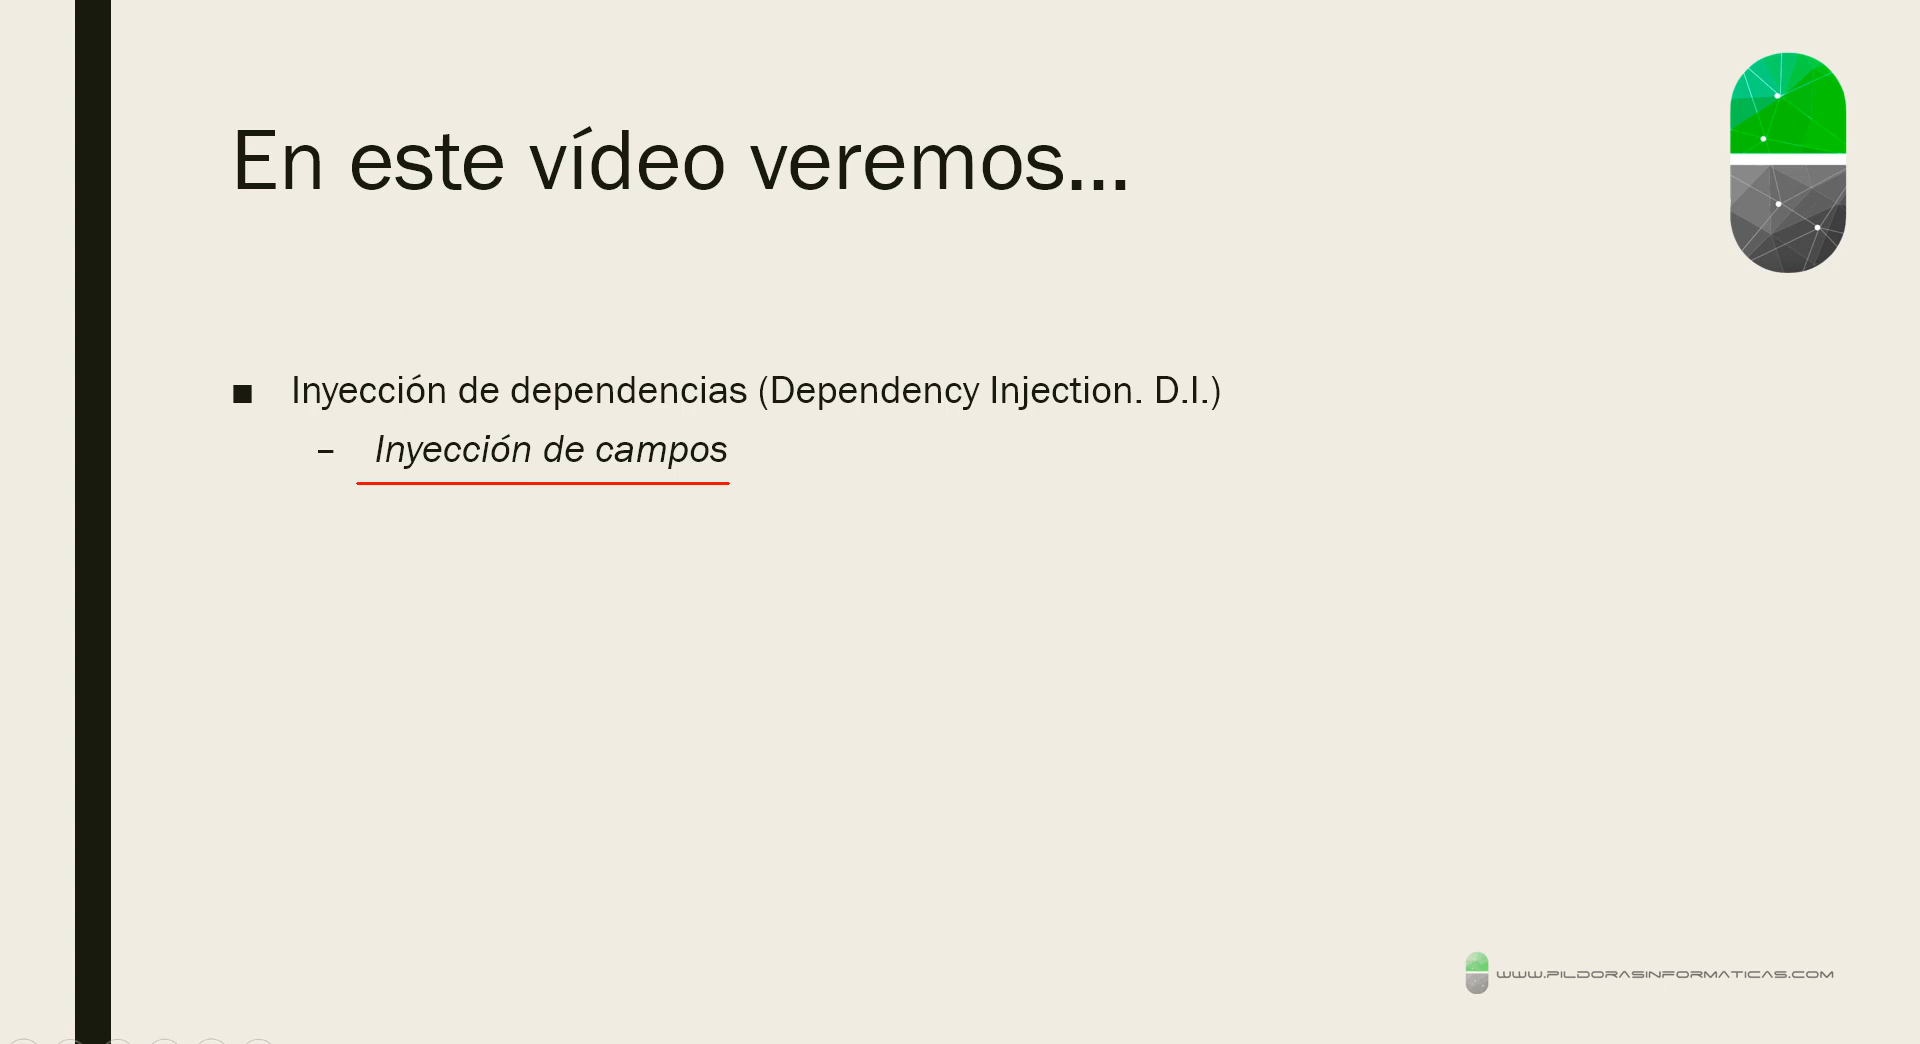 En este vídeo veremos...
■ Inyección de dependencias (Dependency Injection. D.I.)
– Inyección de campos
WWW.PILDORASINFORMATICAS.COM